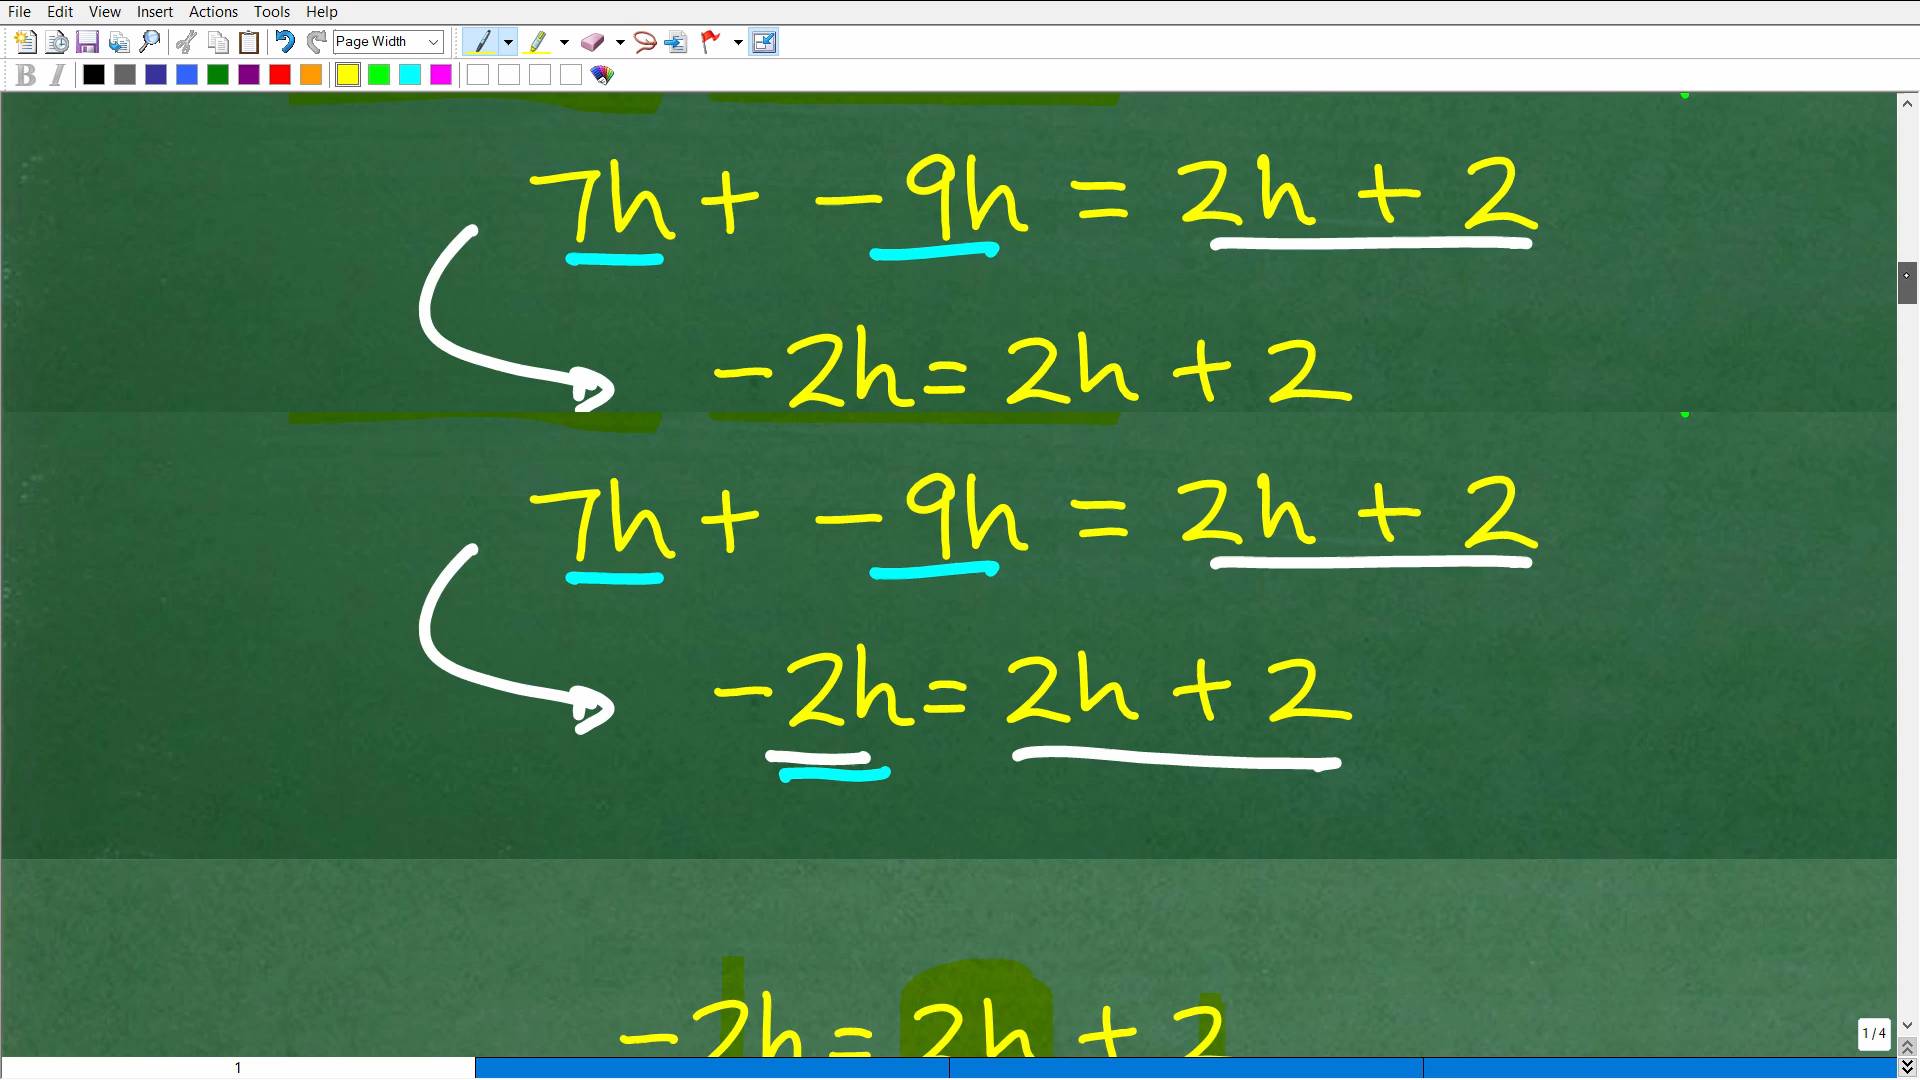 File Edit View Insert Actions Tools Help
Page Width
B I
7h + -9h = 2h + 2
-2h = 2h + 2
7h + -9h = 2h + 2
-2h = 2h + 2
-2h = 2h + 2
1 / 4
1